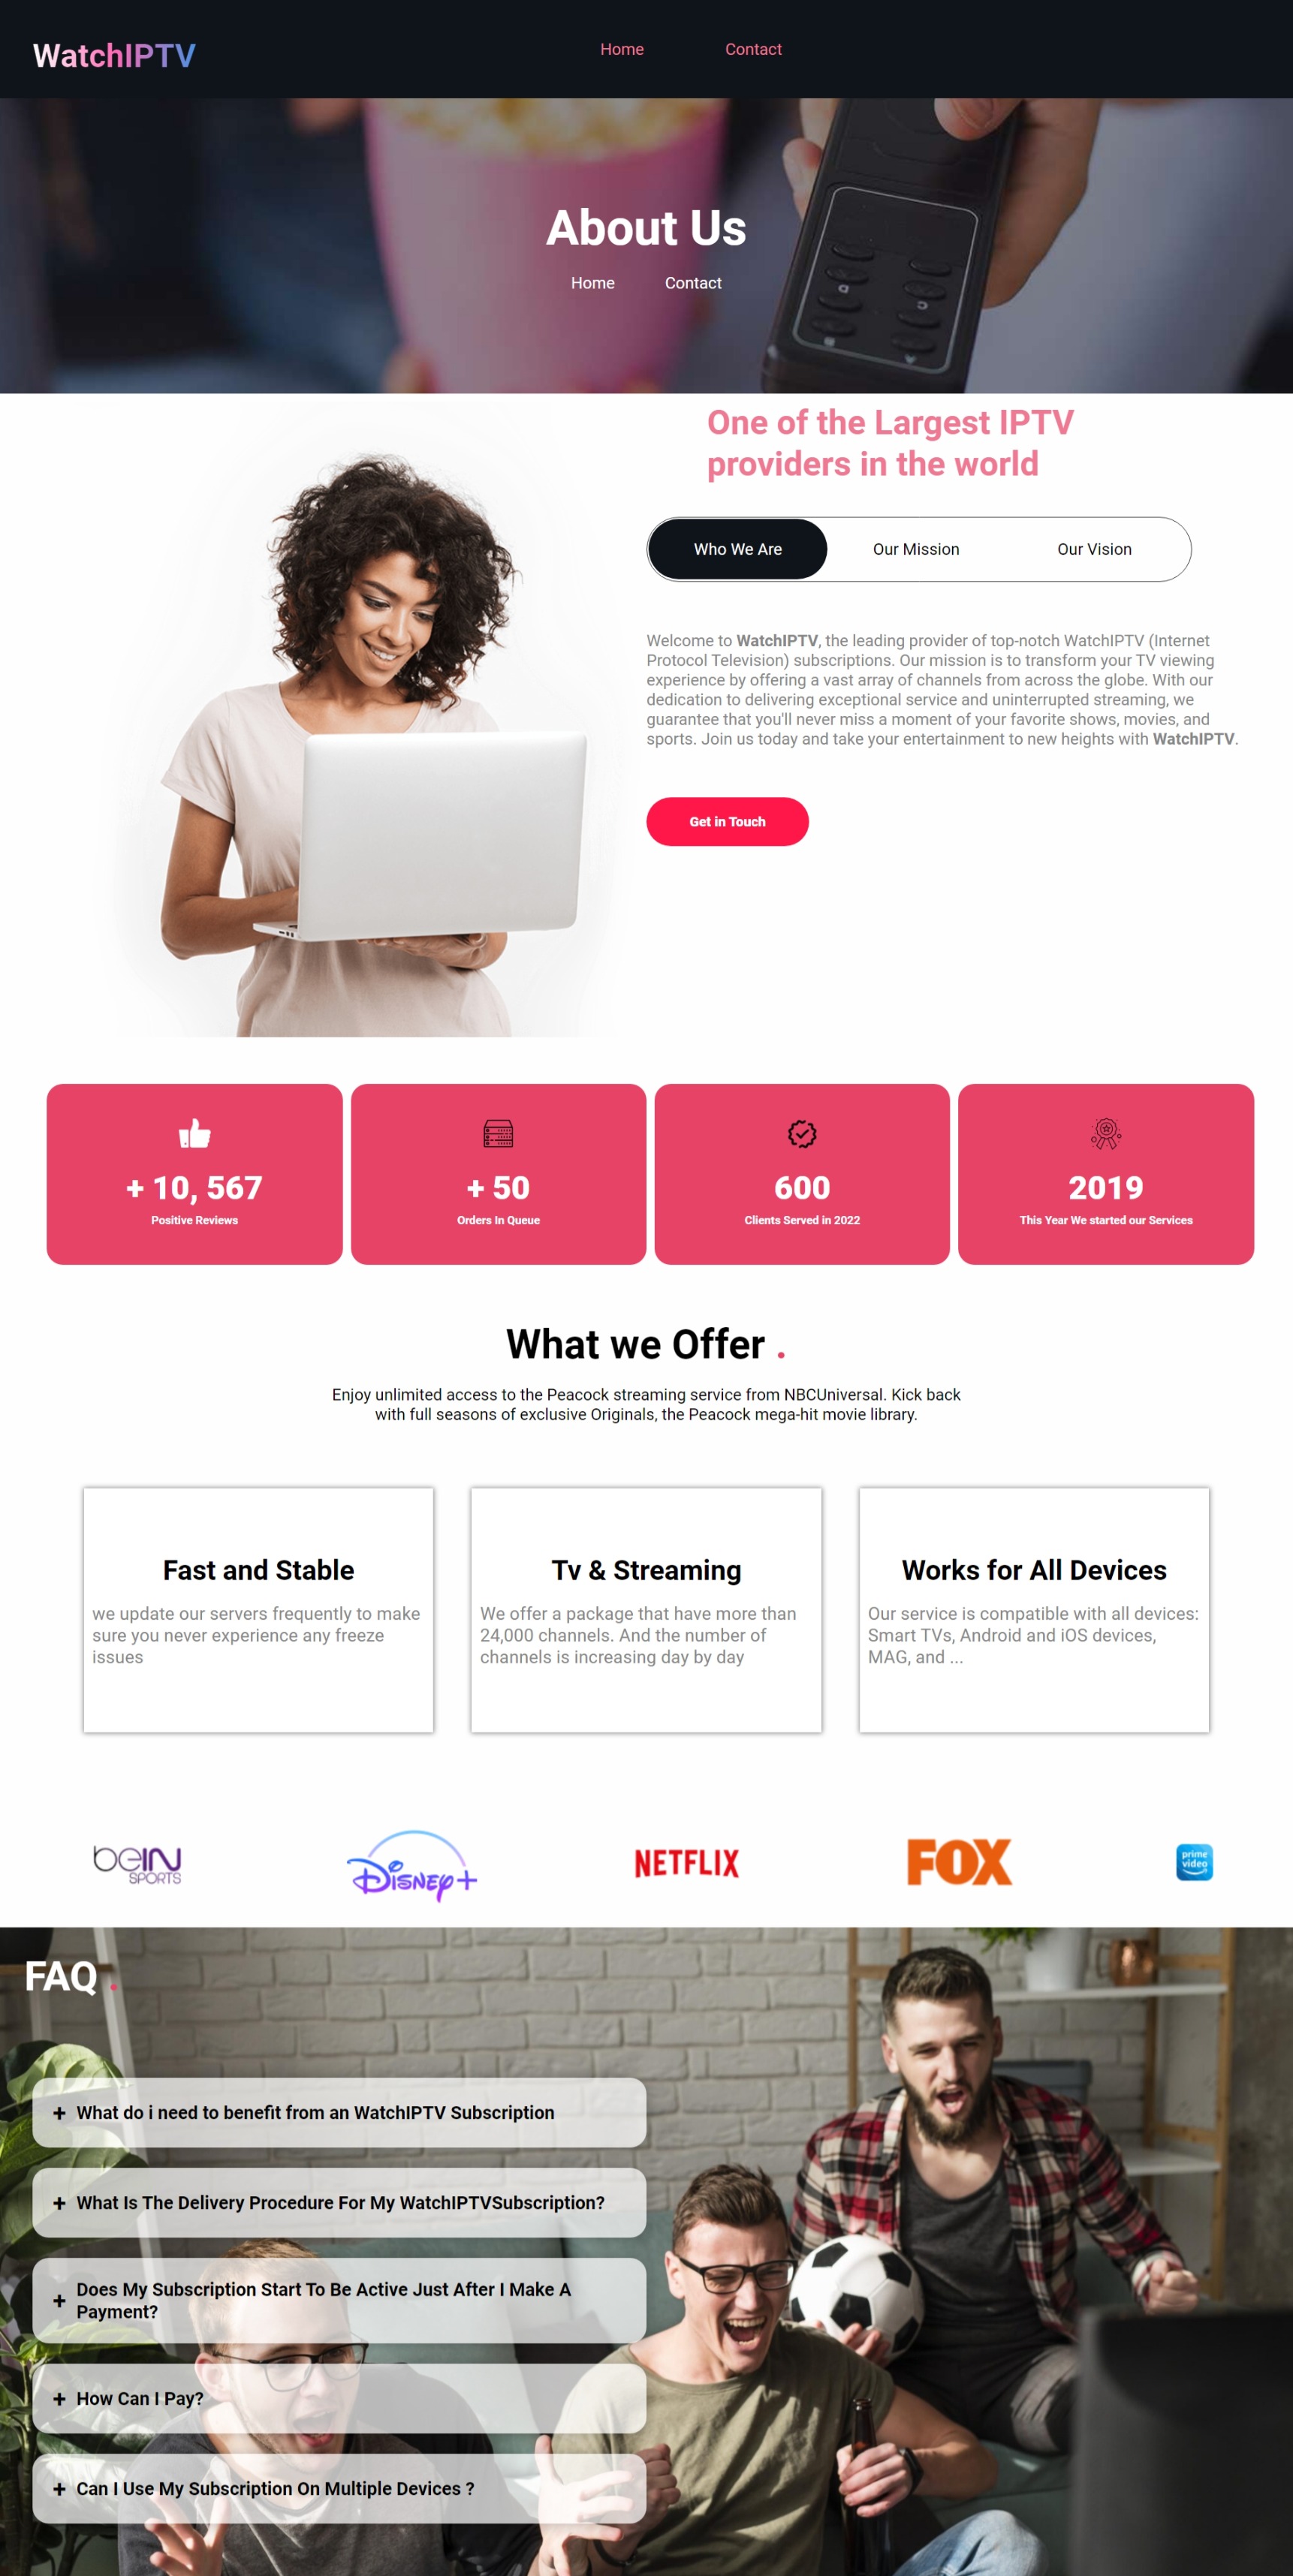 WatchIPTV
Home
Contact
About Us
Home
Contact
One of the Largest IPTV
providers in the world
Who We Are
Our Mission
Our Vision
Welcome to WatchIPTV, the leading provider of top-notch WatchIPTV (Internet
Protocol Television) subscriptions. Our mission is to transform your TV viewing
experience by offering a vast array of channels from across the globe. With our
dedication to delivering exceptional service and uninterrupted streaming, we
guarantee that you'll never miss a moment of your favorite shows, movies, and
sports. Join us today and take your entertainment to new heights with WatchIPTV.
Get in Touch
+ 10, 567
Positive Reviews
+ 50
Orders In Queue
600
Clients Served in 2022
2019
This Year We started our Services
What we Offer .
Enjoy unlimited access to the Peacock streaming service from NBCUniversal. Kick back
with full seasons of exclusive Originals, the Peacock mega-hit movie library.
Fast and Stable
we update our servers frequently to make
sure you never experience any freeze
issues
Tv & Streaming
We offer a package that have more than
24,000 channels. And the number of
channels is increasing day by day
Works for All Devices
Our service is compatible with all devices:
Smart TVs, Android and iOS devices,
MAG, and ...
beIN
SPORTS
Disney+
NETFLIX
FOX
prime
video
FAQ .
+ What do i need to benefit from an WatchIPTV Subscription
+ What Is The Delivery Procedure For My WatchIPTVSubscription?
+ Does My Subscription Start To Be Active Just After I Make A
Payment?
+ How Can I Pay?
+ Can I Use My Subscription On Multiple Devices ?